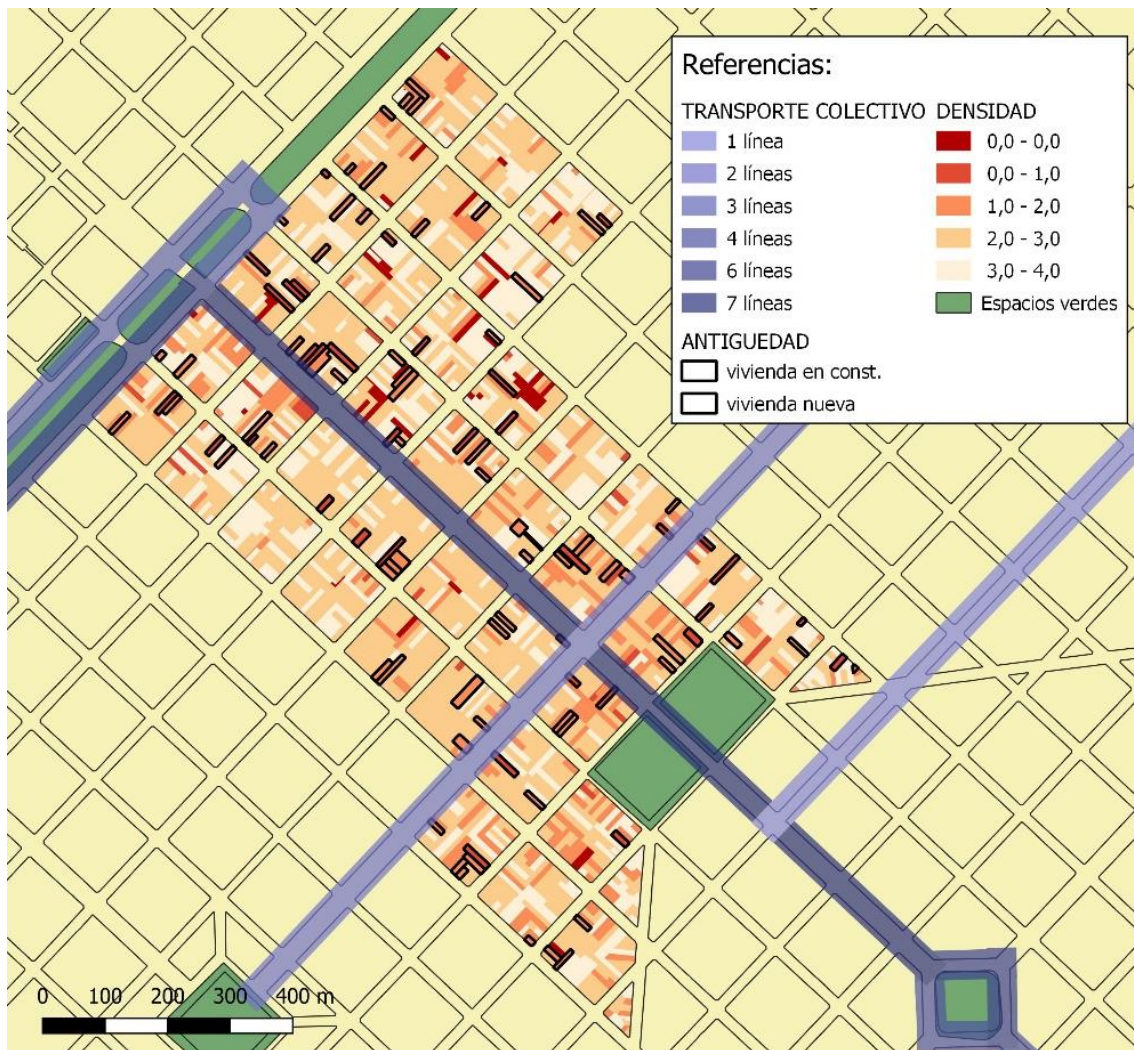 Referencias:
TRANSPORTE COLECTIVO
1 línea
2 líneas
3 líneas
4 líneas
6 líneas
7 líneas
ANTIGUEDAD
vivienda en const.
vivienda nueva
DENSIDAD
0,0 - 0,0
0,0 - 1,0
1,0 - 2,0
2,0 - 3,0
3,0 - 4,0
Espacios verdes
0 100 200 300 400 m